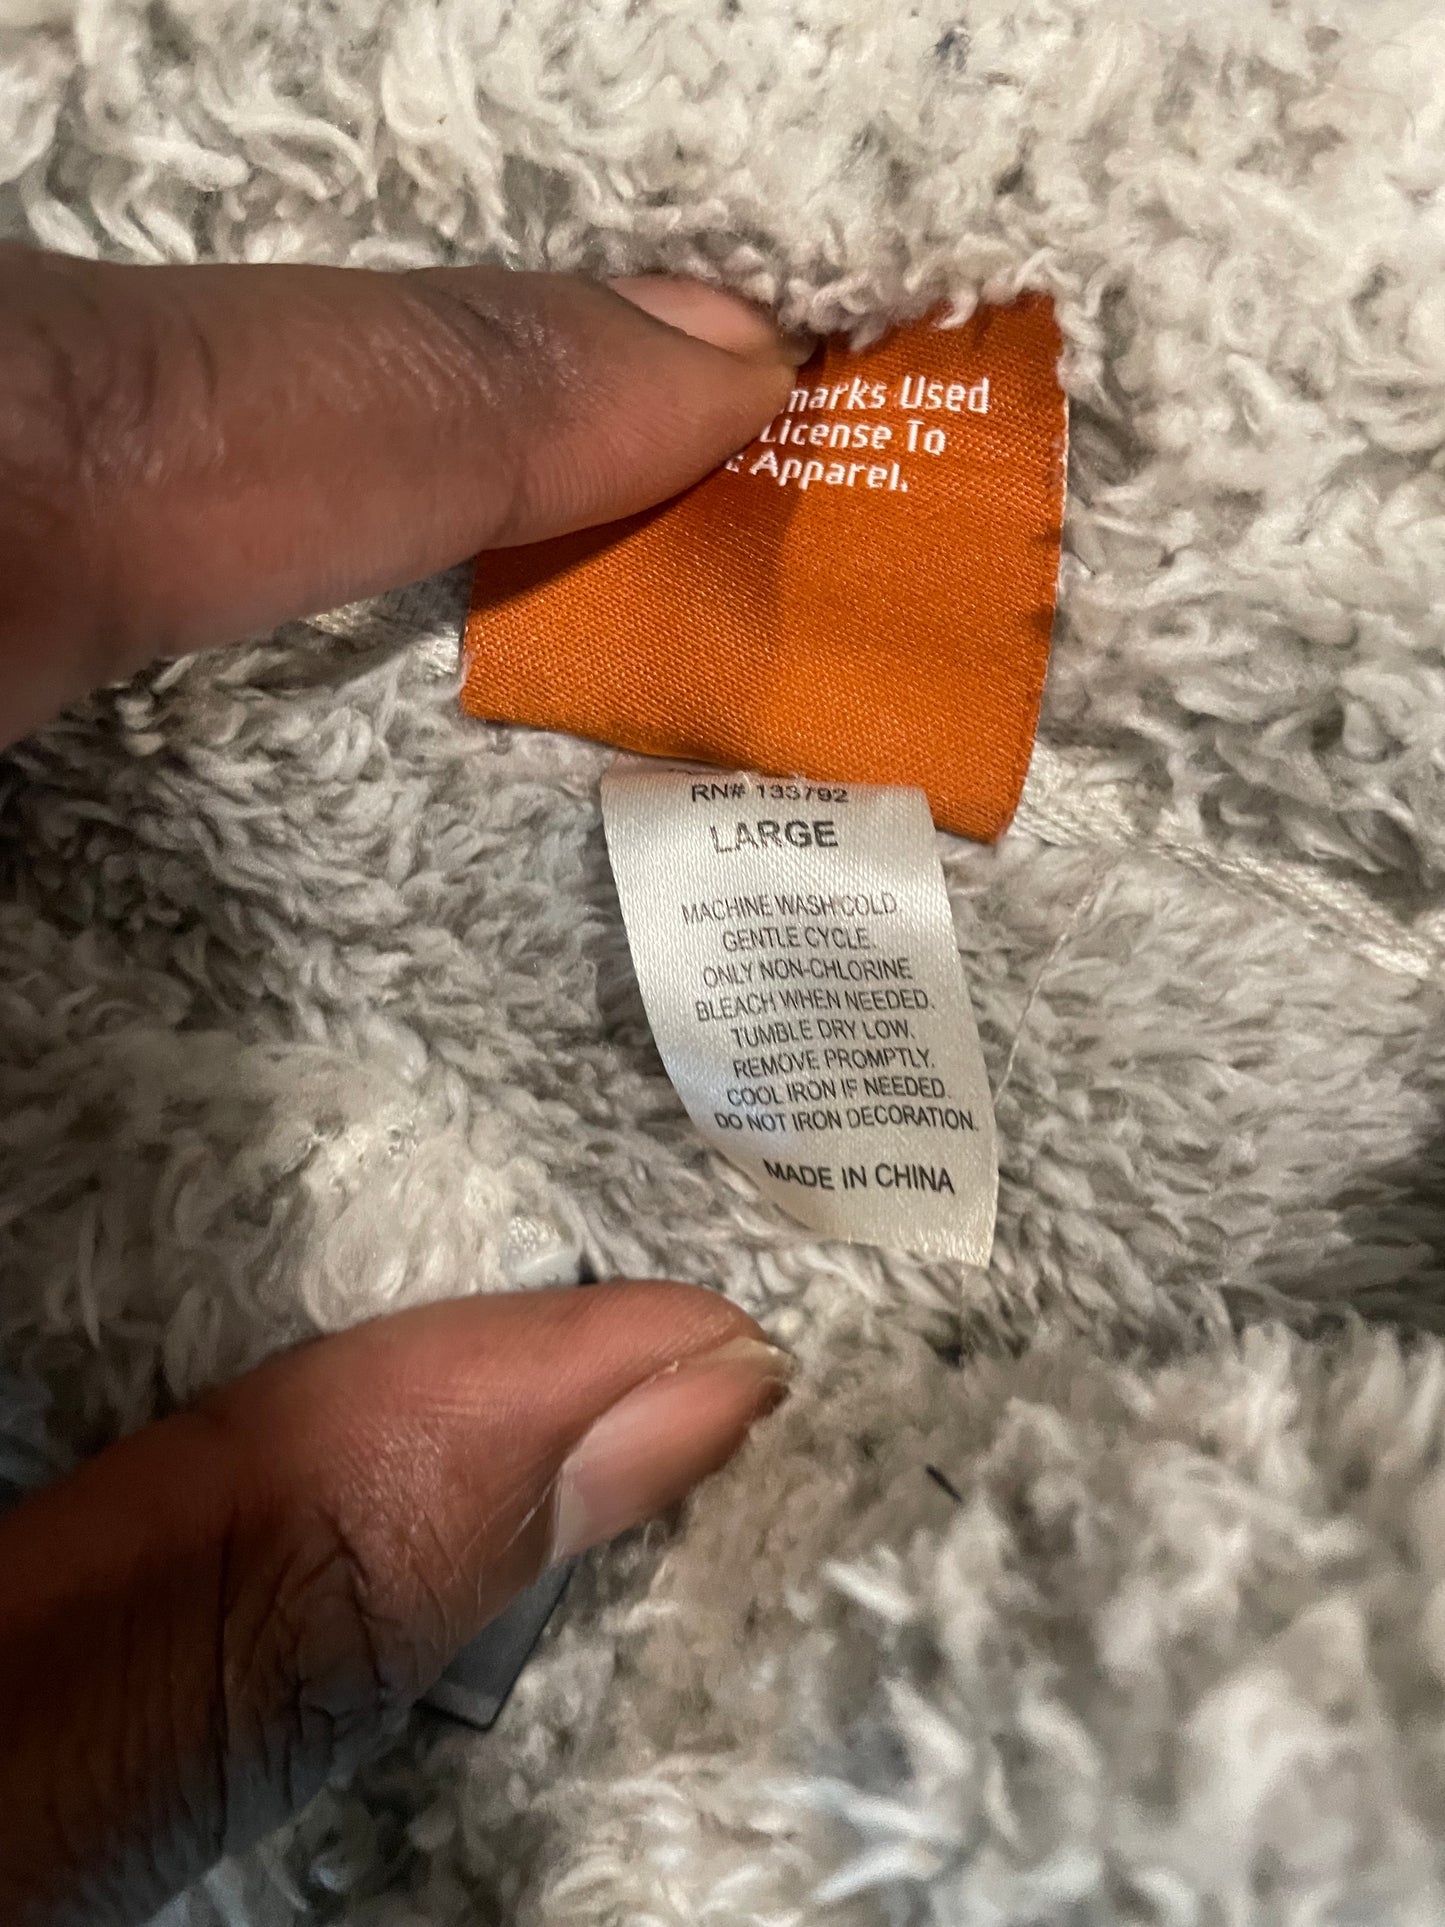 marks Used
License To
Apparel.
RN# 133792
LARGE
MACHINE WASH COLD
GENTLE CYCLE.
ONLY NON-CHLORINE
BLEACH WHEN NEEDED.
TUMBLE DRY LOW.
REMOVE PROMPTLY.
COOL IRON IF NEEDED.
DO NOT IRON DECORATION.
MADE IN CHINA